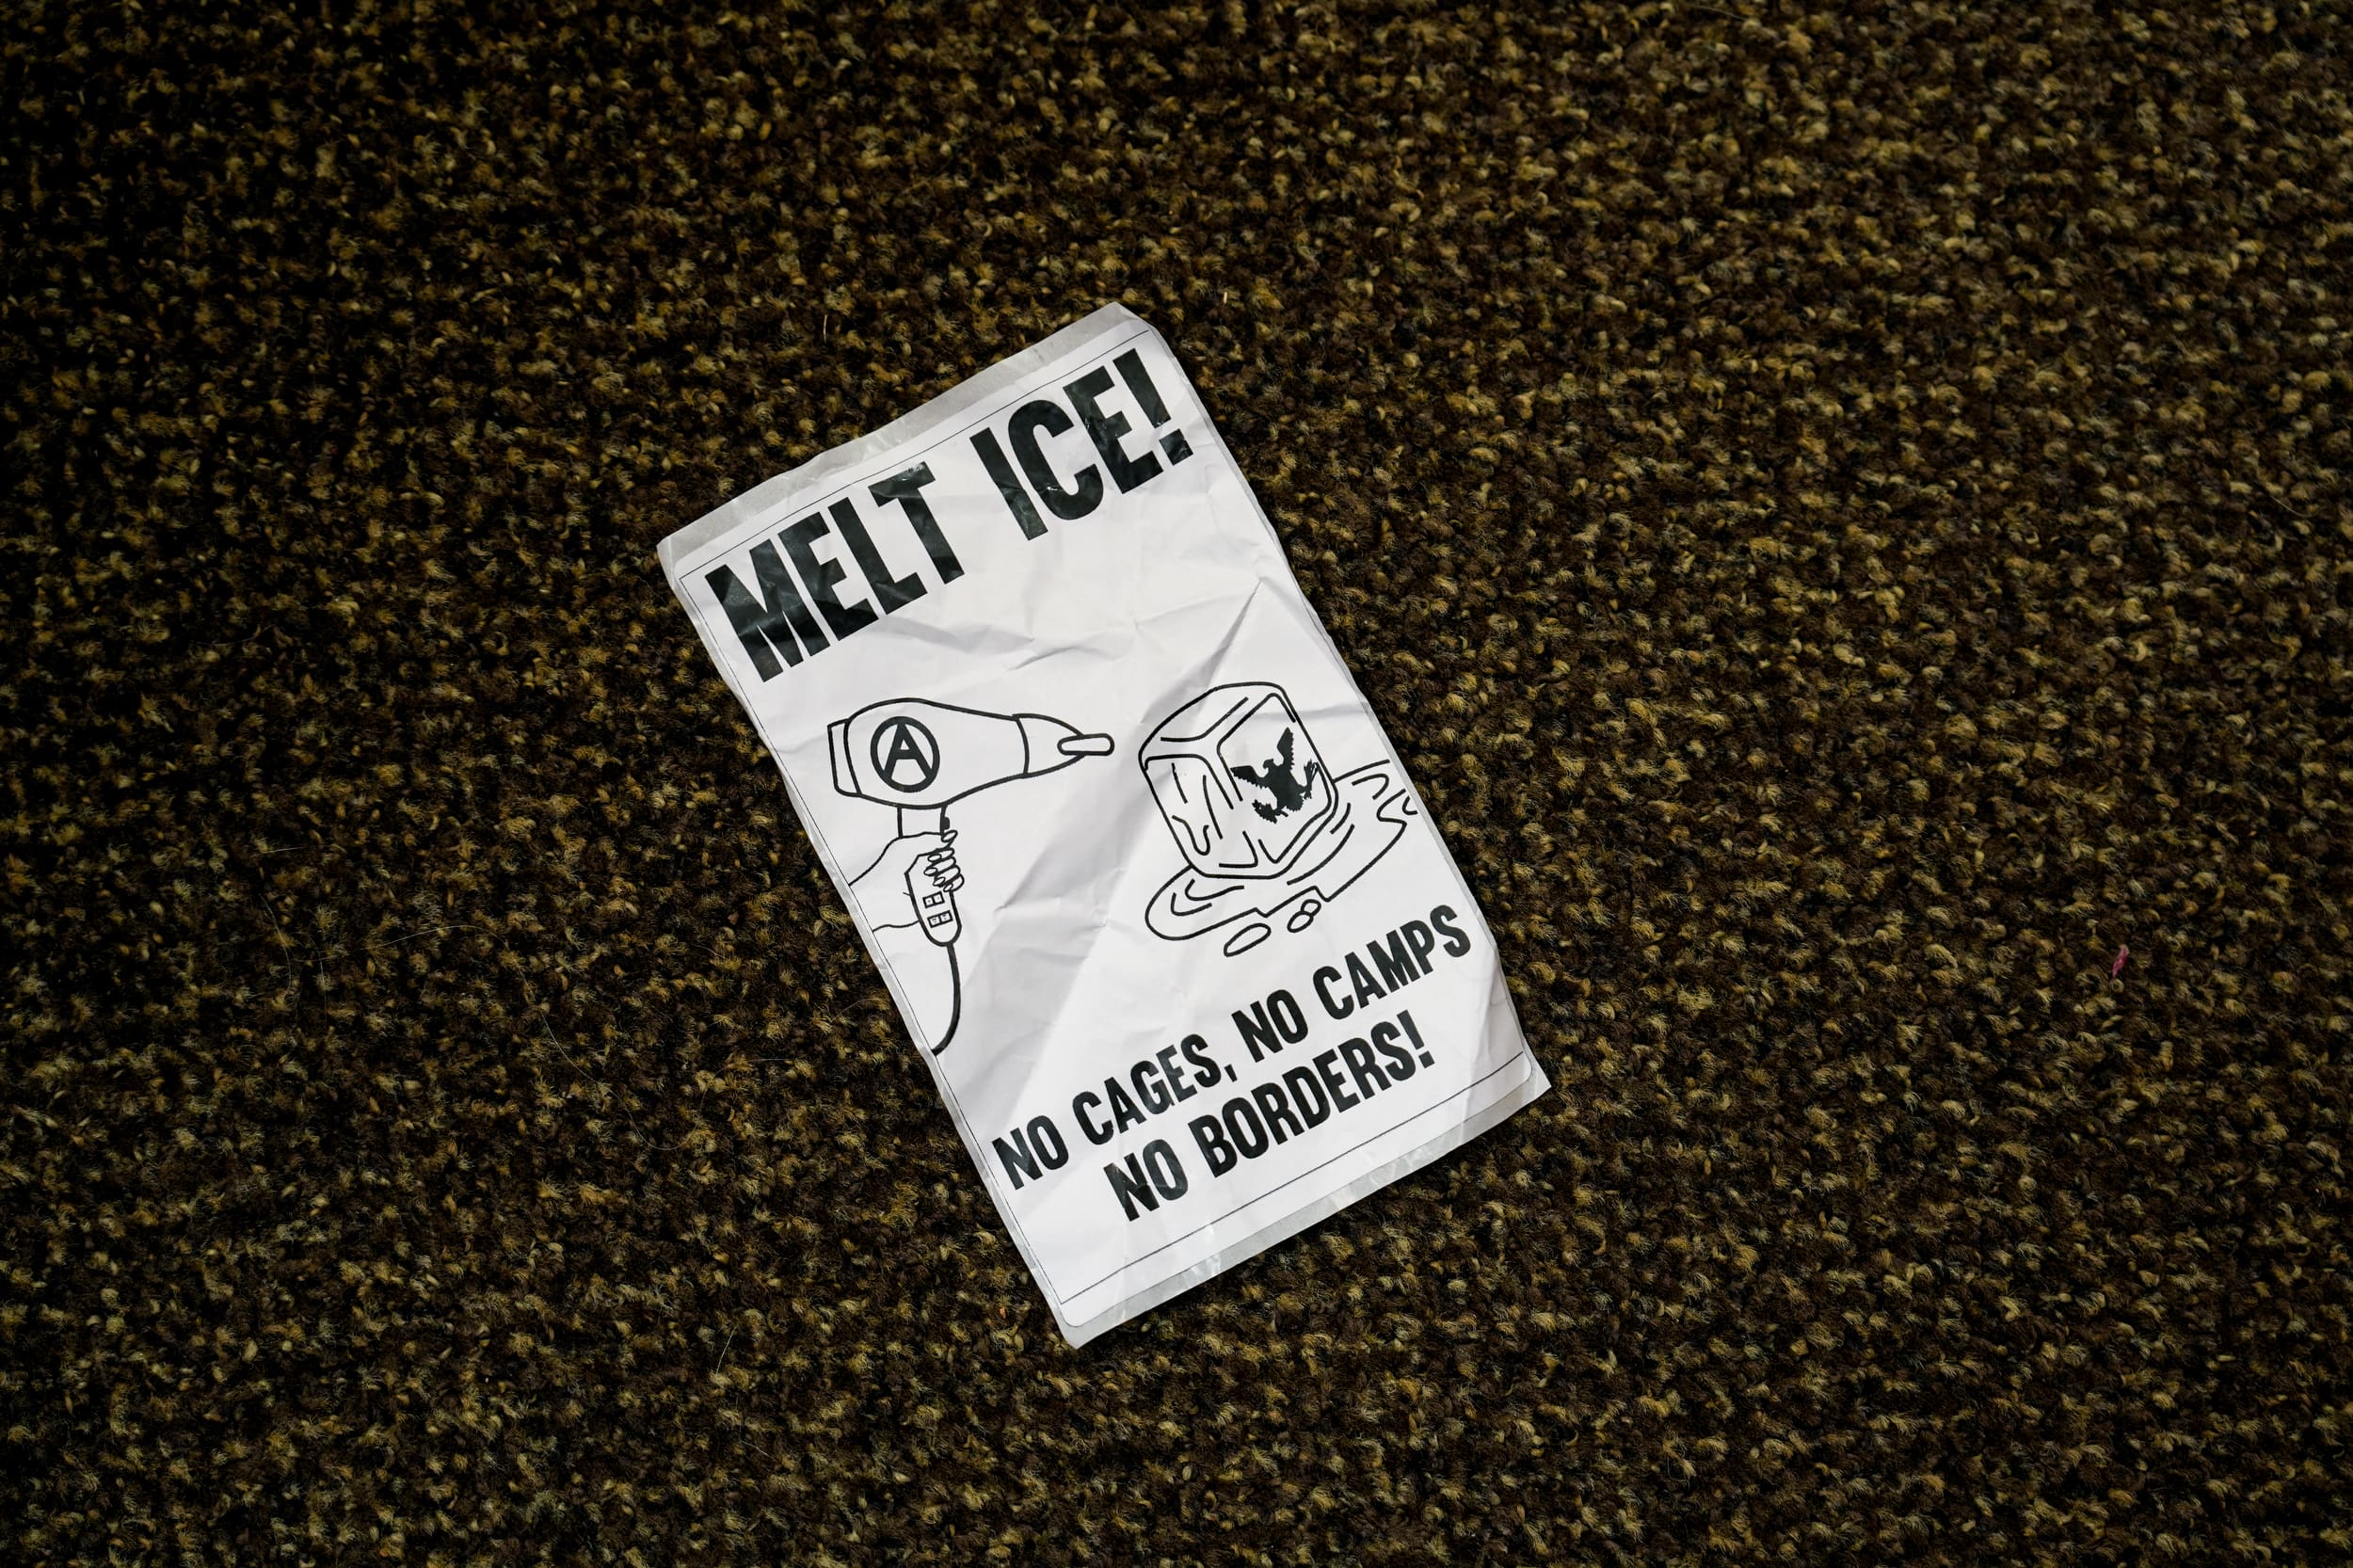 MELT ICE!
A
NO CAGES, NO CAMPS
NO BORDERS!